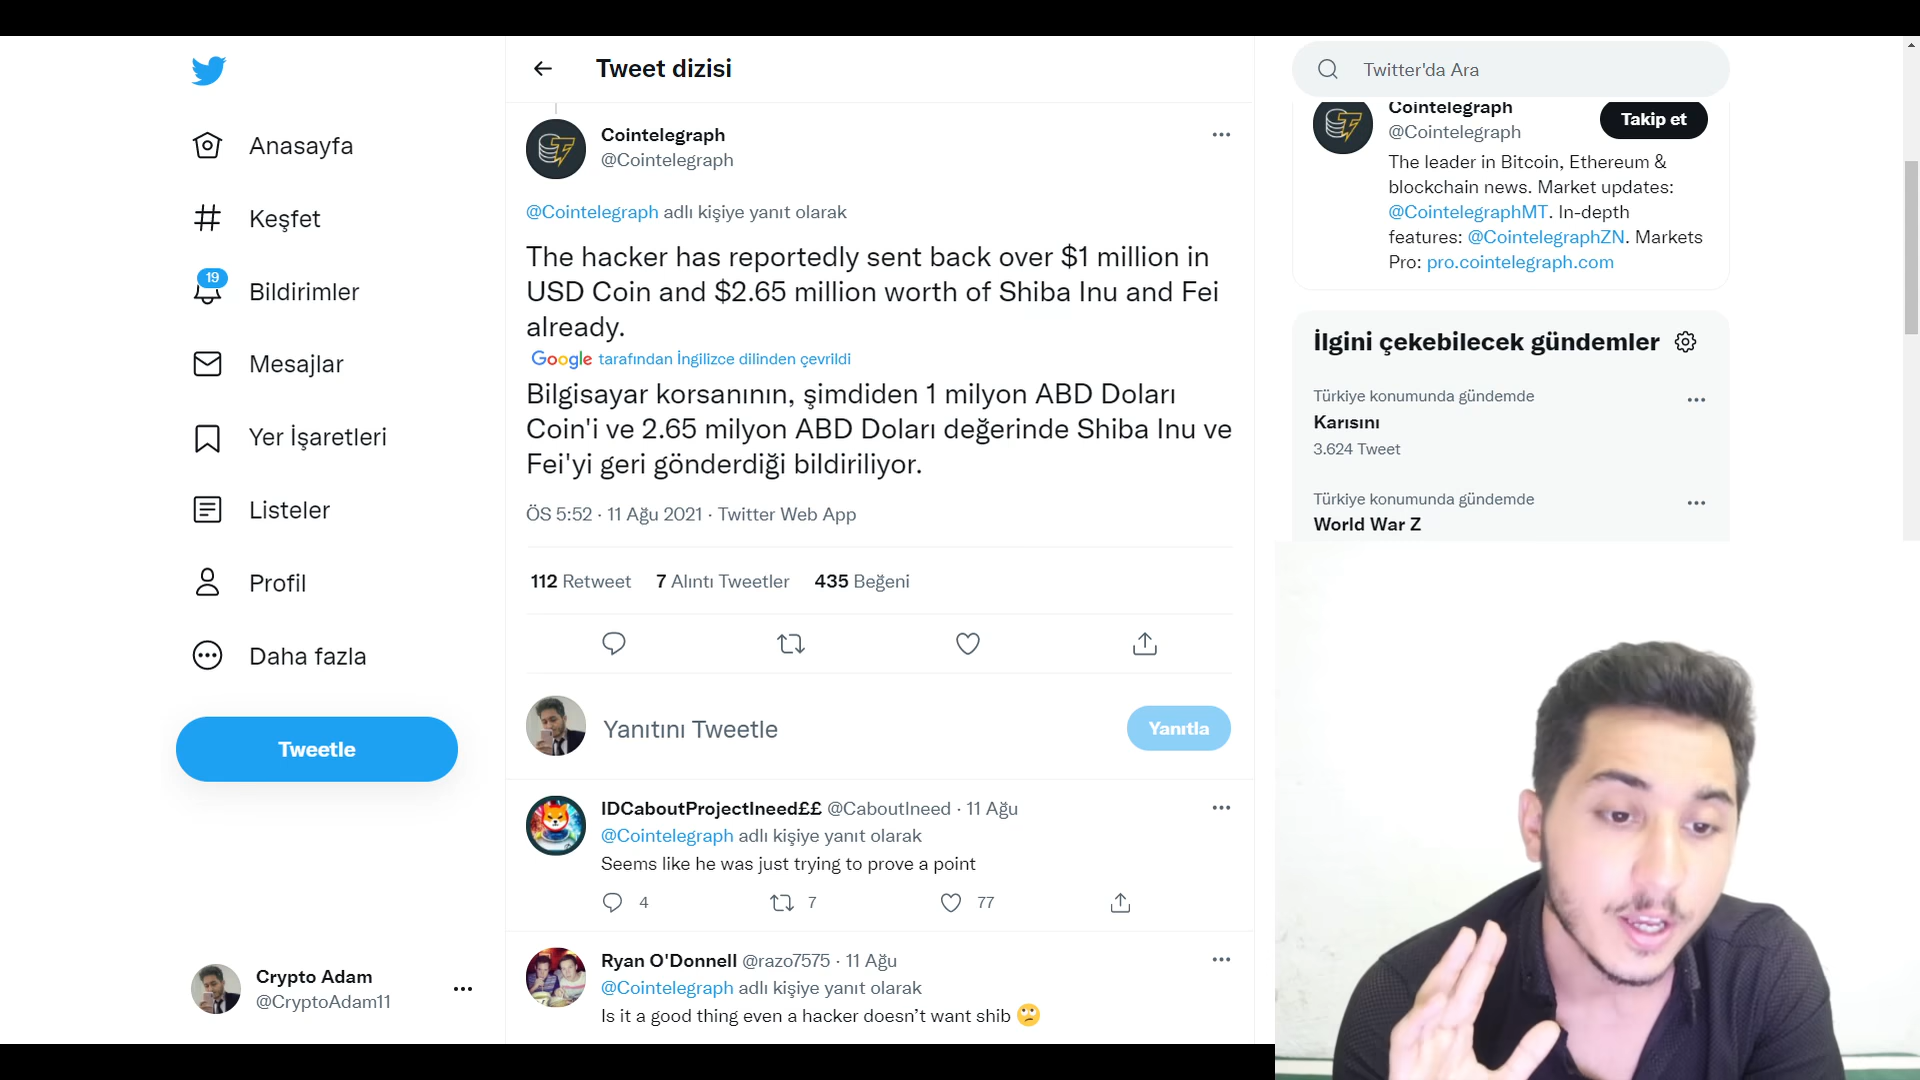 Tweet dizisi
Twitter'da Ara
Anasayfa
Keşfet
19
Bildirimler
Mesajlar
Yer İşaretleri
Listeler
Profil
Daha fazla
Tweetle
Crypto Adam
@CryptoAdam11
Cointelegraph
@Cointelegraph
@Cointelegraph adlı kişiye yanıt olarak
The hacker has reportedly sent back over $1 million in
USD Coin and $2.65 million worth of Shiba Inu and Fei
already.
Google tarafından İngilizce dilinden çevrildi
Bilgisayar korsanının, şimdiden 1 milyon ABD Doları
Coin'i ve 2.65 milyon ABD Doları değerinde Shiba Inu ve
Fei'yi geri gönderdiği bildiriliyor.
ÖS 5:52 · 11 Ağu 2021 · Twitter Web App
112 Retweet 7 Alıntı Tweetler 435 Beğeni
Yanıtını Tweetle
Yanıtla
IDCaboutProjectIneed££ @CaboutIneed · 11 Ağu
@Cointelegraph adlı kişiye yanıt olarak
Seems like he was just trying to prove a point
4 7 77
Ryan O'Donnell @razo7575 · 11 Ağu
@Cointelegraph adlı kişiye yanıt olarak
Is it a good thing even a hacker doesn’t want shib 🙄
Cointelegraph
@Cointelegraph
Takip et
The leader in Bitcoin, Ethereum &
blockchain news. Market updates:
@CointelegraphMT. In-depth
features: @CointelegraphZN. Markets
Pro: pro.cointelegraph.com
İlgini çekebilecek gündemler
Türkiye konumunda gündemde
Karısını
3.624 Tweet
Türkiye konumunda gündemde
World War Z